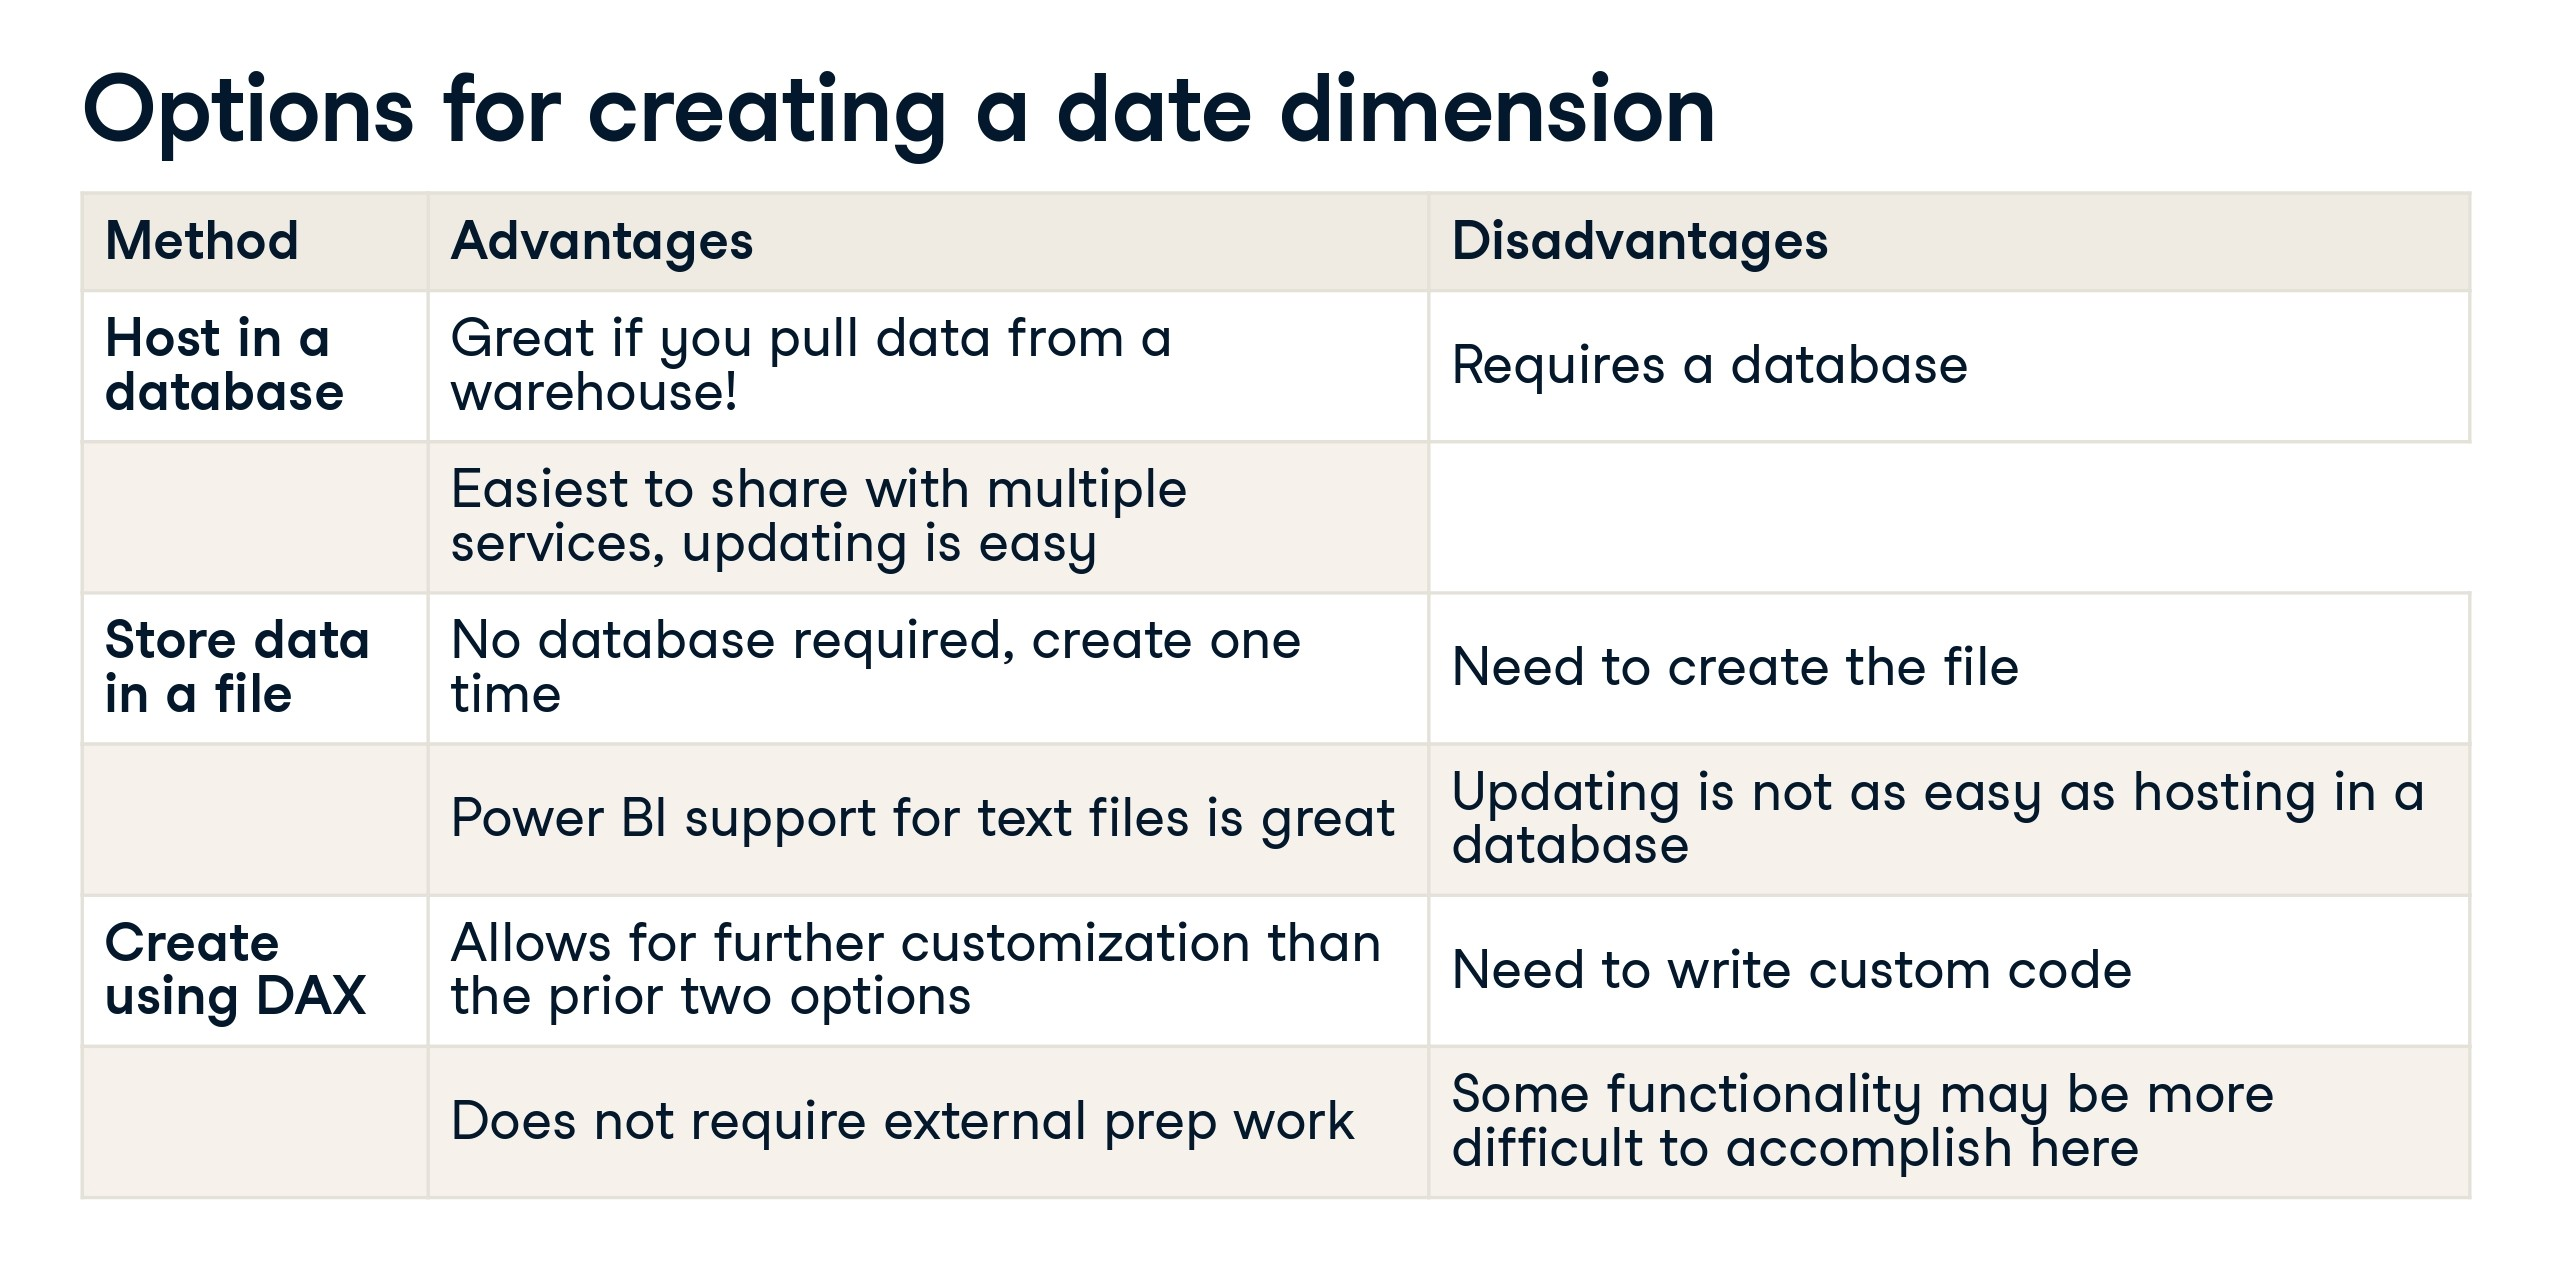 Options for creating a date dimension
Method
Advantages
Disadvantages
Host in a
database
Great if you pull data from a
warehouse!
Requires a database
Easiest to share with multiple
services, updating is easy
Store data
in a file
No database required, create one
time
Need to create the file
Power BI support for text files is great
Updating is not as easy as hosting in a
database
Create
using DAX
Allows for further customization than
the prior two options
Need to write custom code
Does not require external prep work
Some functionality may be more
difficult to accomplish here